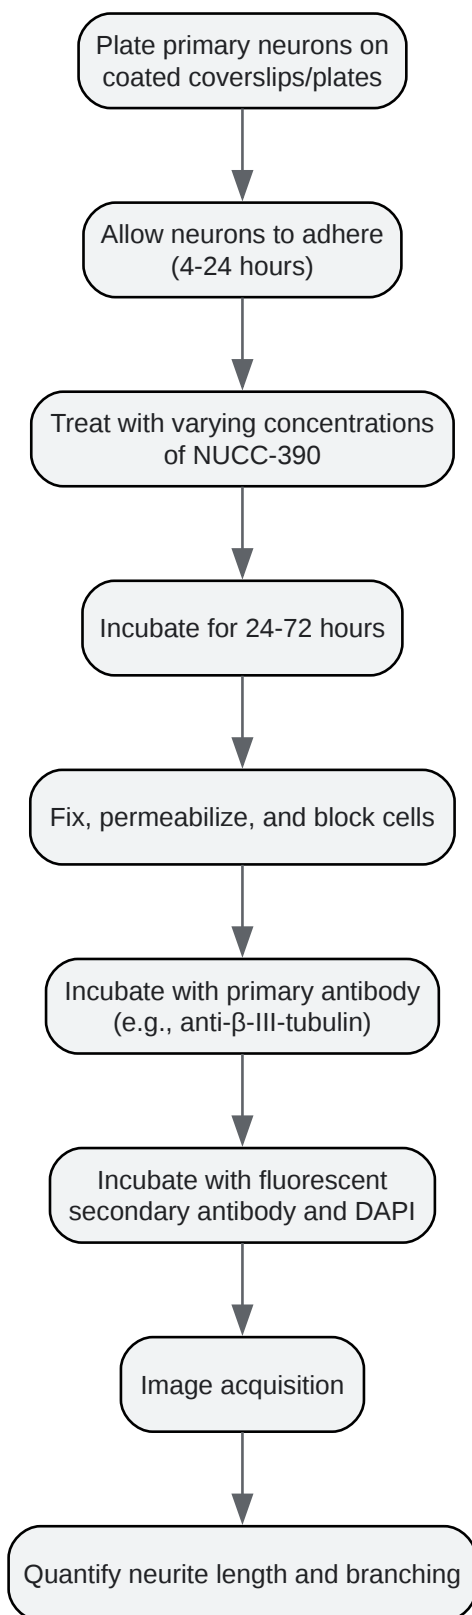 Plate primary neurons on
coated coverslips/plates
Allow neurons to adhere
(4-24 hours)
Treat with varying concentrations
of NUCC-390
Incubate for 24-72 hours
Fix, permeabilize, and block cells
Incubate with primary antibody
(e.g., anti-β-III-tubulin)
Incubate with fluorescent
secondary antibody and DAPI
Image acquisition
Quantify neurite length and branching